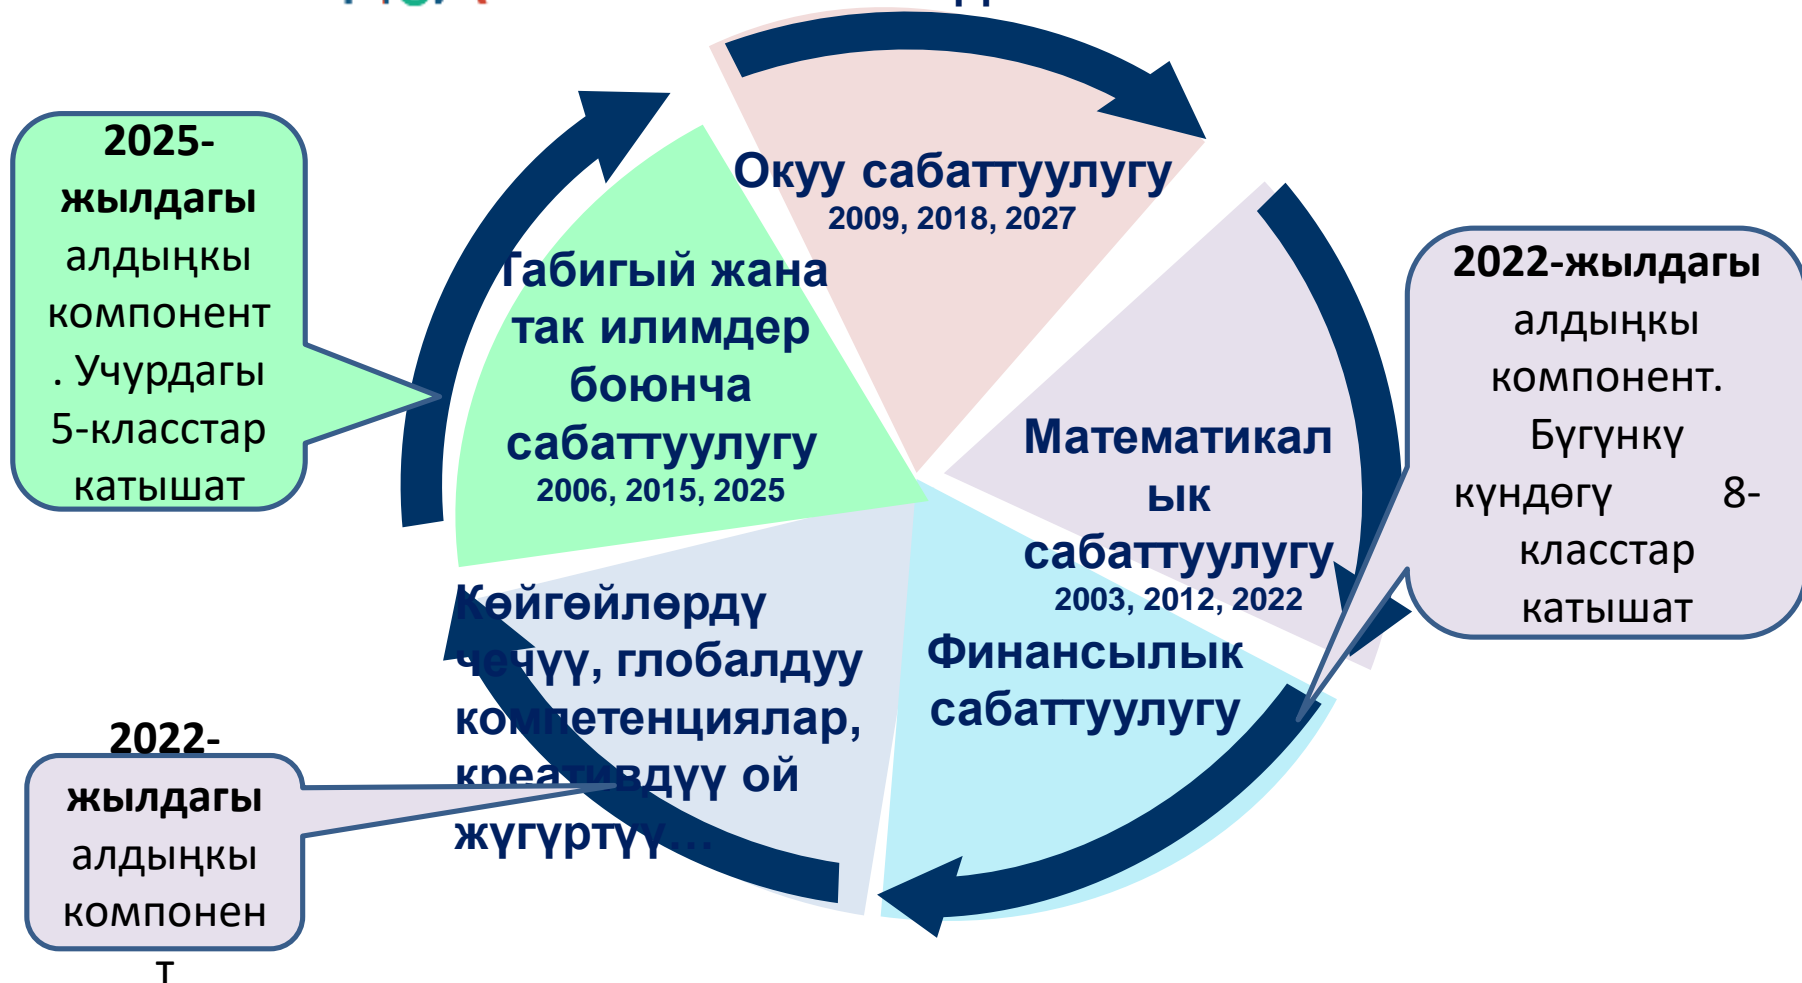 2025-
жылдагы
алдыңкы
компонент
. Учурдагы
5-класстар
катышат
Окуу сабаттуулугу
2009, 2018, 2027
Табигый жана
так илимдер
боюнча
сабаттуулугу
2006, 2015, 2025
2022-жылдагы
алдыңкы
компонент.
Бүгүнкү
күндөгү 8-
класстар
катышат
Математикал
ык
сабаттуулугу
2003, 2012, 2022
Финансылык
сабаттуулугу
Көйгөйлөрдү
чечүү, глобалдуу
компетенциялар,
креативдүү ой
жүгүртүү...
2022-
жылдагы
алдыңкы
компонен
т